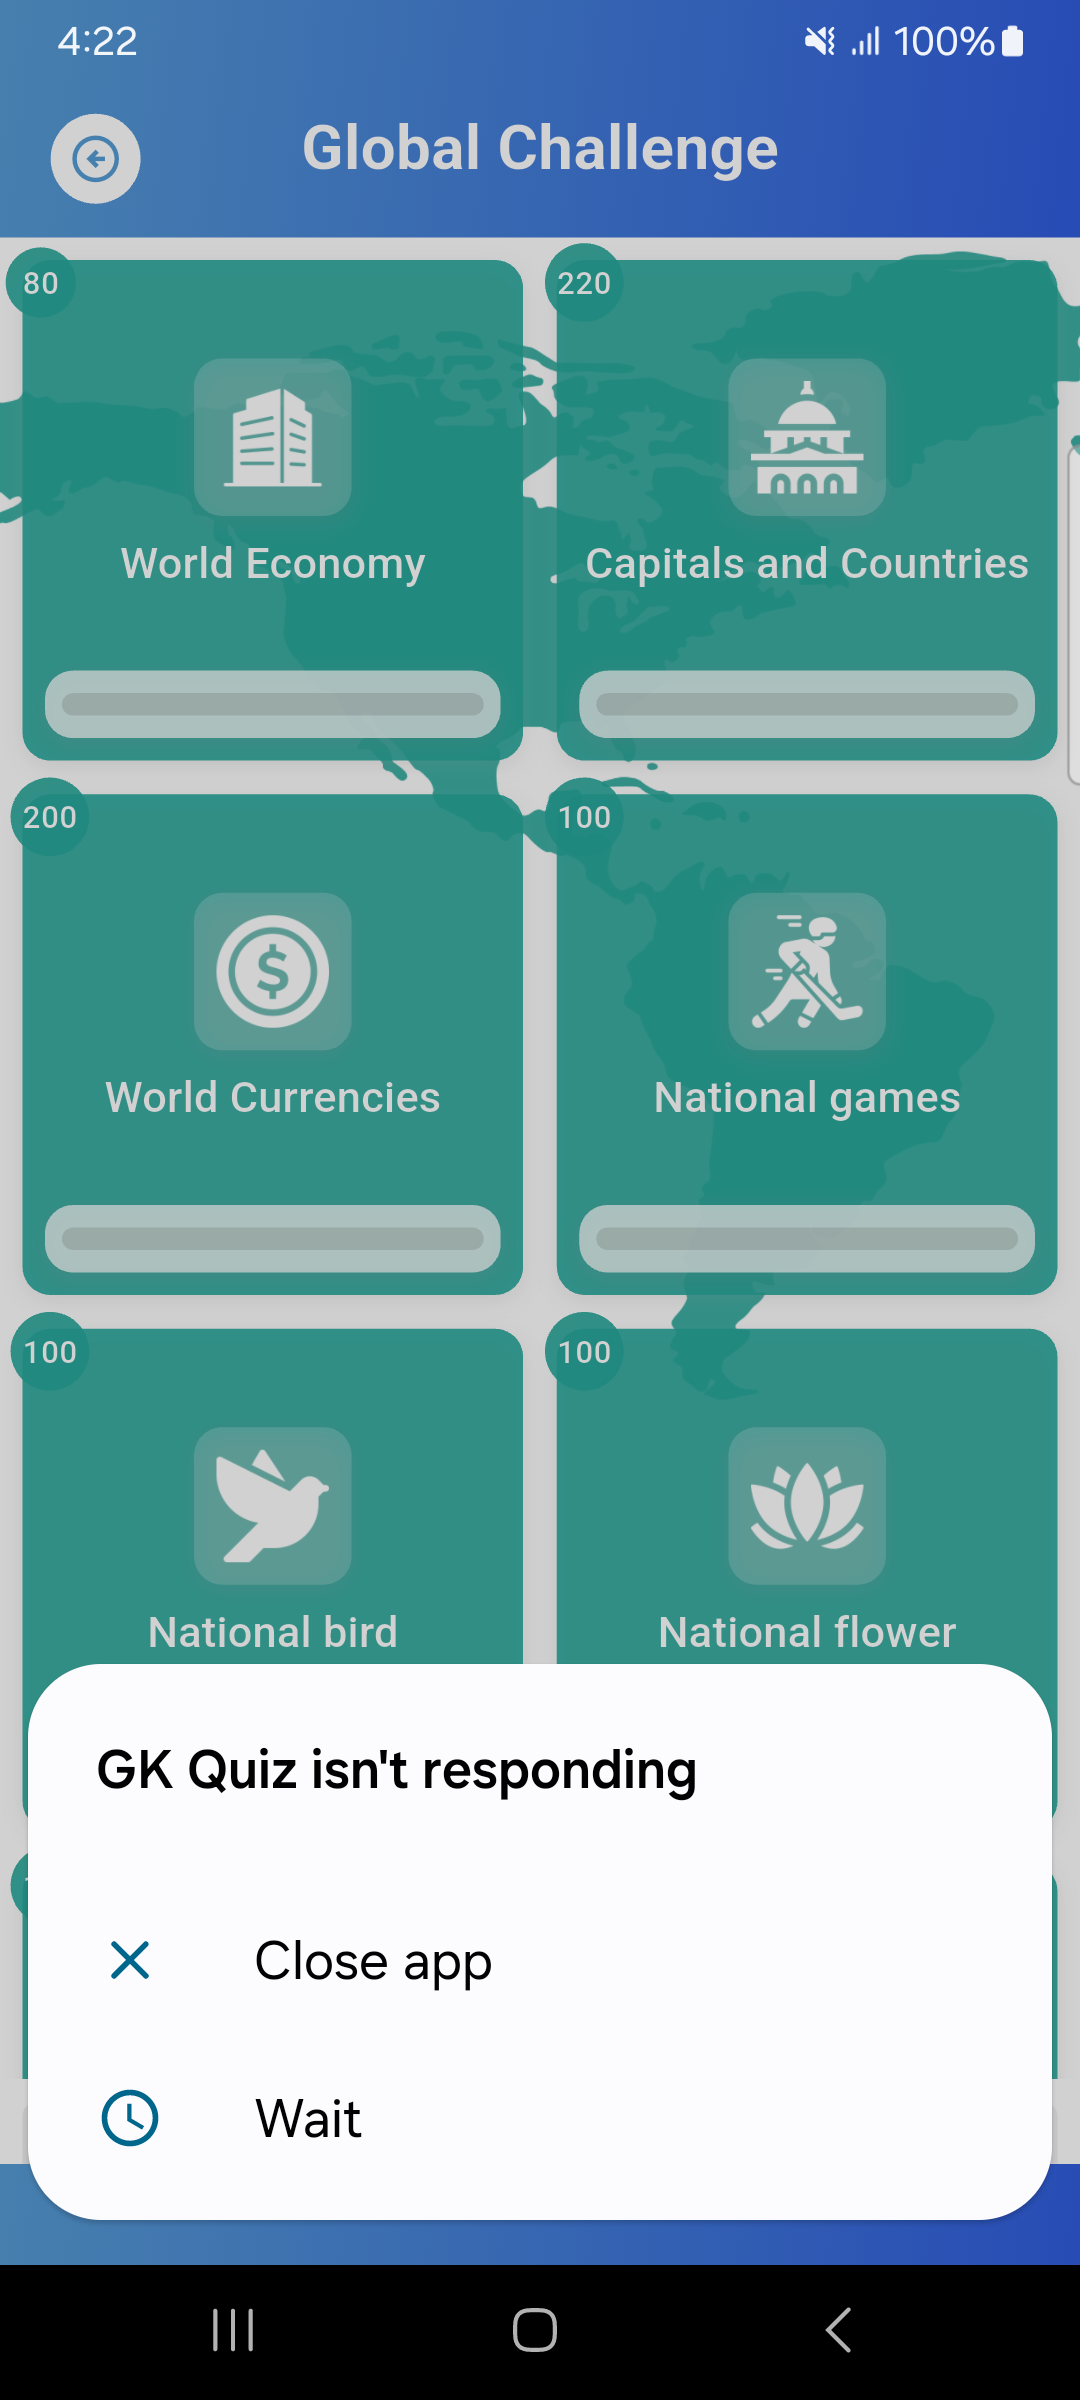 4:22
100%
Global Challenge
80
World Economy
220
Capitals and Countries
200
World Currencies
100
National games
100
National bird
100
National flower
GK Quiz isn't responding
Close app
Wait